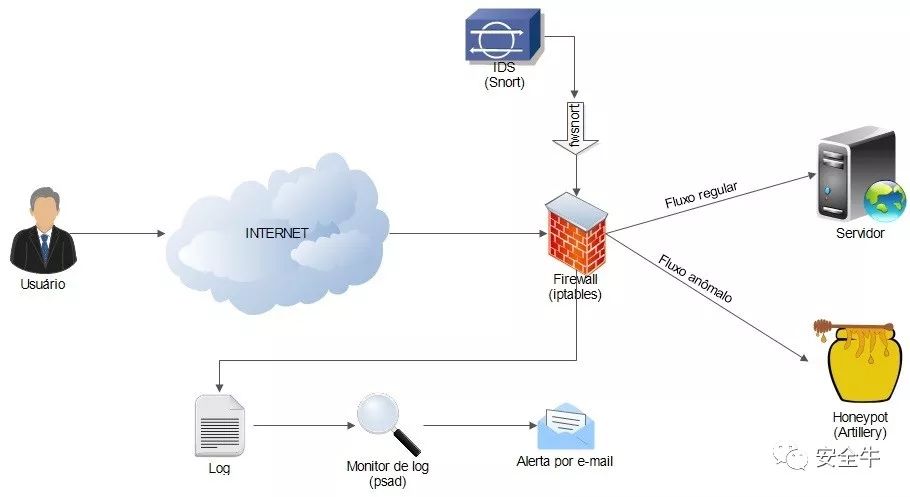 IDS
(Snort)
fwsnort
INTERNET
Usuário
Fluxo regular
Servidor
Firewall
(iptables)
Fluxo anômalo
Honeypot
(Artillery)
Log
Monitor de log
(psad)
Alerta por e-mail
安全牛